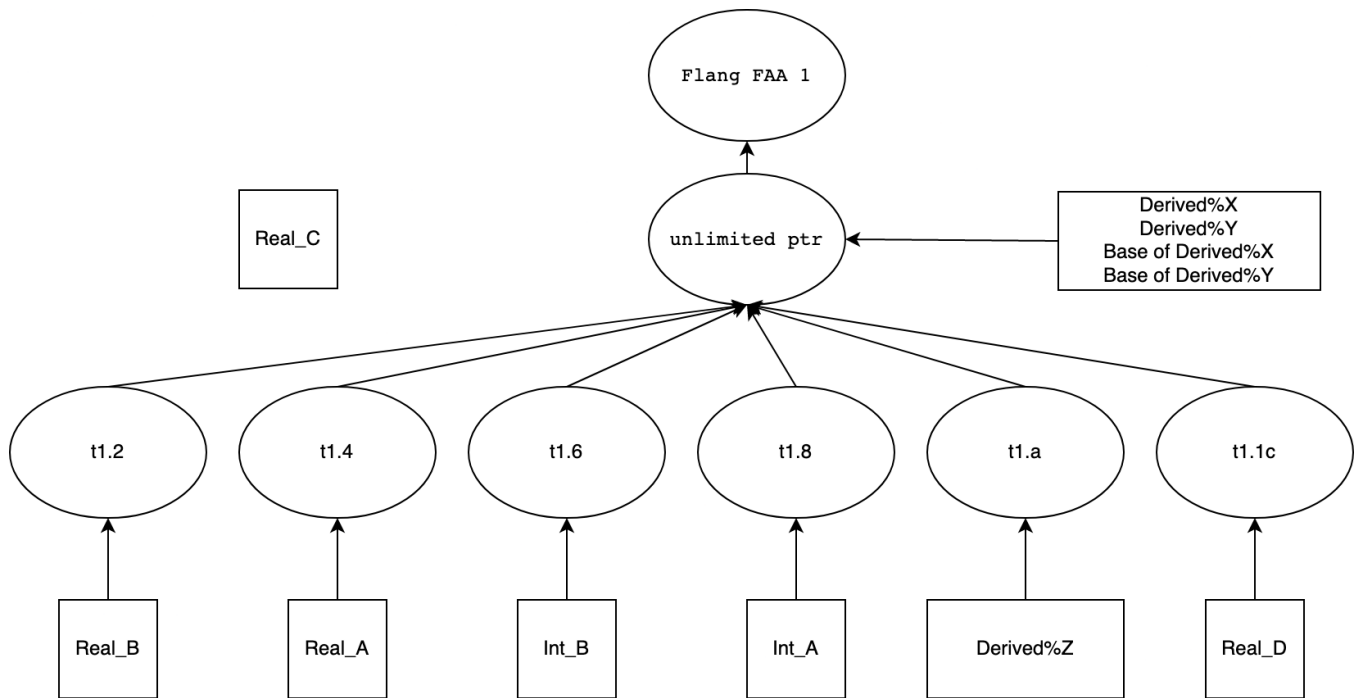 Flang FAA 1
Real_C
unlimited ptr
Derived%X
Derived%Y
Base of Derived%X
Base of Derived%Y
t1.2
t1.4
t1.6
t1.8
t1.a
t1.1c
Real_B
Real_A
Int_B
Int_A
Derived%Z
Real_D